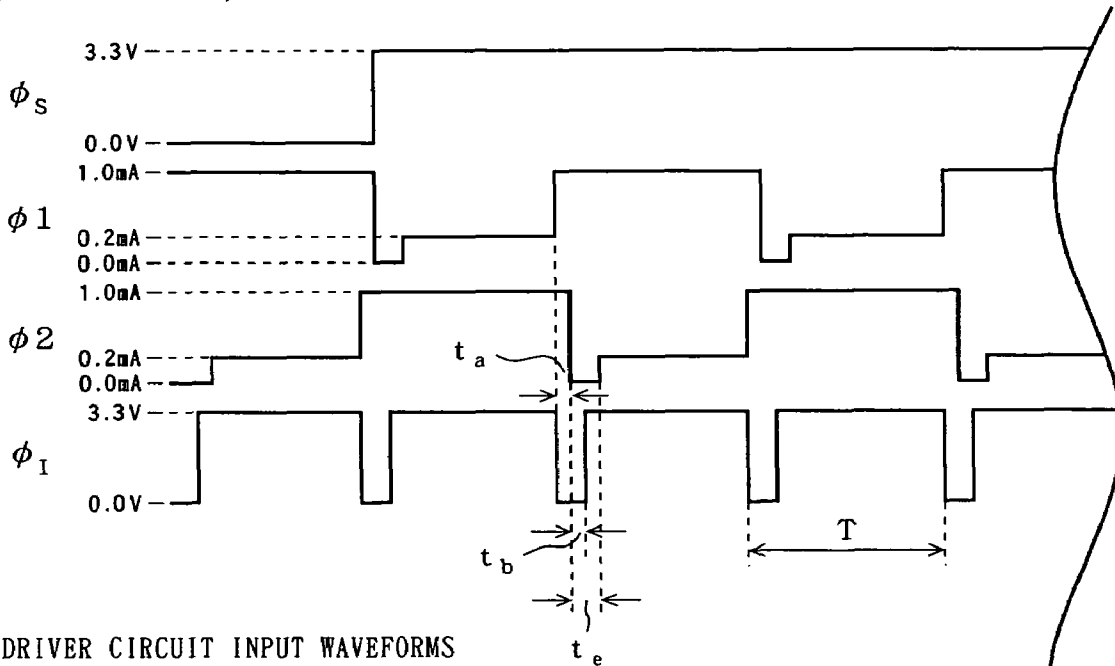 3.3V
ϕS
0.0V
1.0mA
ϕ1
0.2mA
0.0mA
1.0mA
ϕ2
0.2mA
0.0mA
ta
3.3V
ϕI
0.0V
tb
T
te
DRIVER CIRCUIT INPUT WAVEFORMS